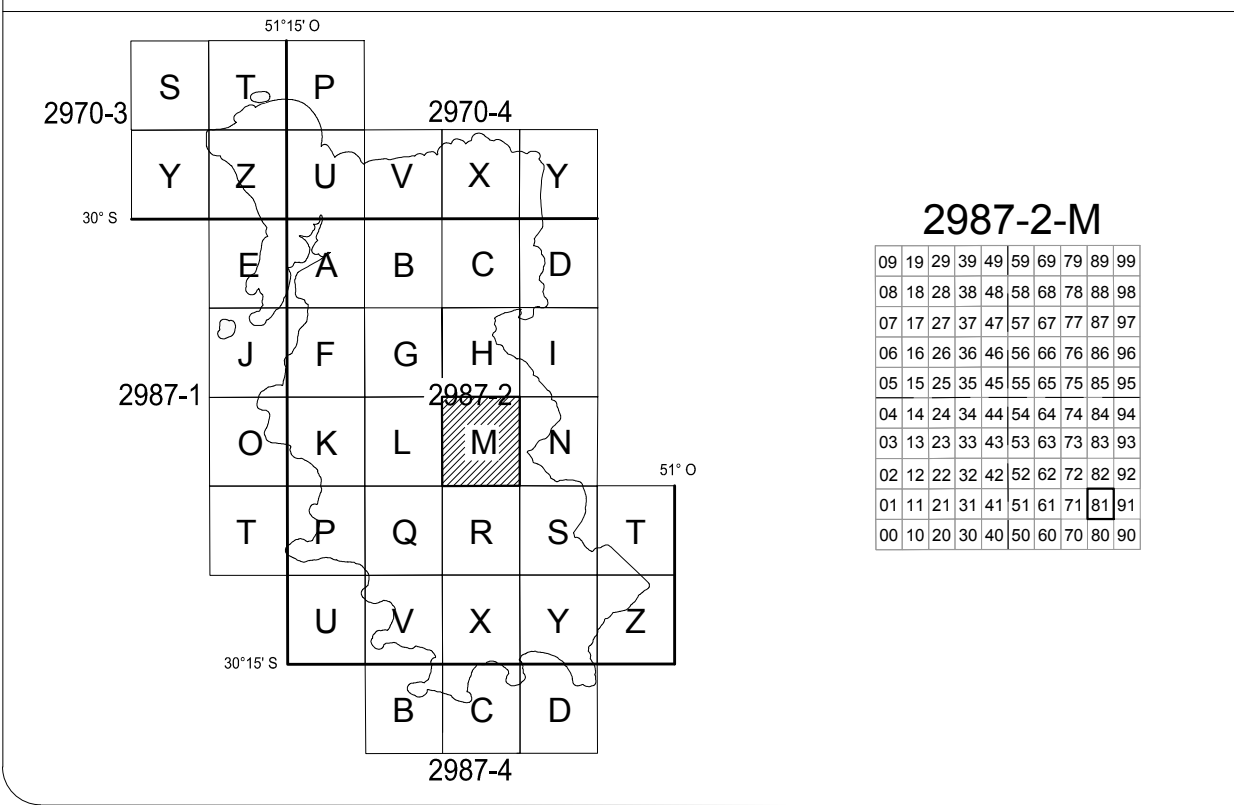 51°15' O
S T P
2970-3 2970-4
Y Z U V X Y
30° S
E A B C D
J F G H I
2987-1 2987-2
O K L M N
51° O
T P Q R S T
U V X Y Z
30°15' S
B C D
2987-4
2987-2-M
09 19 29 39 49 59 69 79 89 99
08 18 28 38 48 58 68 78 88 98
07 17 27 37 47 57 67 77 87 97
06 16 26 36 46 56 66 76 86 96
05 15 25 35 45 55 65 75 85 95
04 14 24 34 44 54 64 74 84 94
03 13 23 33 43 53 63 73 83 93
02 12 22 32 42 52 62 72 82 92
01 11 21 31 41 51 61 71 81 91
00 10 20 30 40 50 60 70 80 90